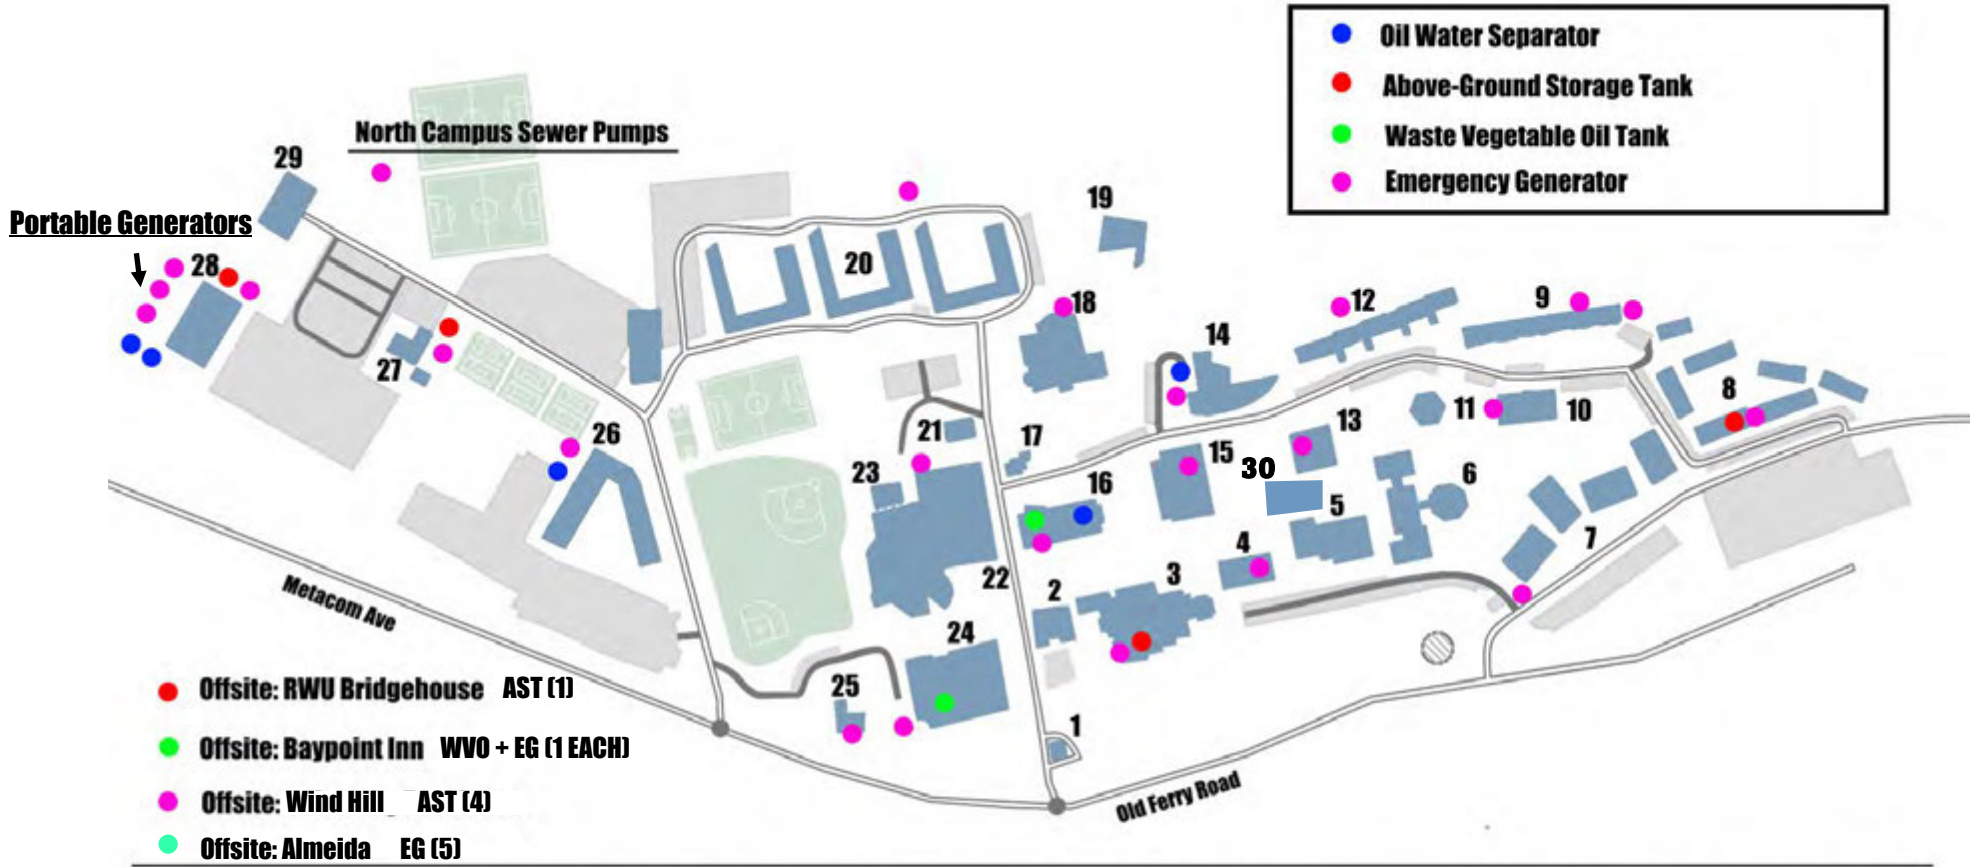 Oil Water Separator
Above-Ground Storage Tank
Waste Vegetable Oil Tank
Emergency Generator
North Campus Sewer Pumps
29
19
Portable Generators
28
20
18
12
9
14
27
8
26
21
17
11
10
13
23
15
30
6
16
5
7
4
22
2
3
Metacom Ave
24
25
1
Old Ferry Road
Offsite: RWU Bridgehouse AST (1)
Offsite: Baypoint Inn WVO + EG (1 EACH)
Offsite: Wind Hill AST (4)
Offsite: Almeida EG (5)